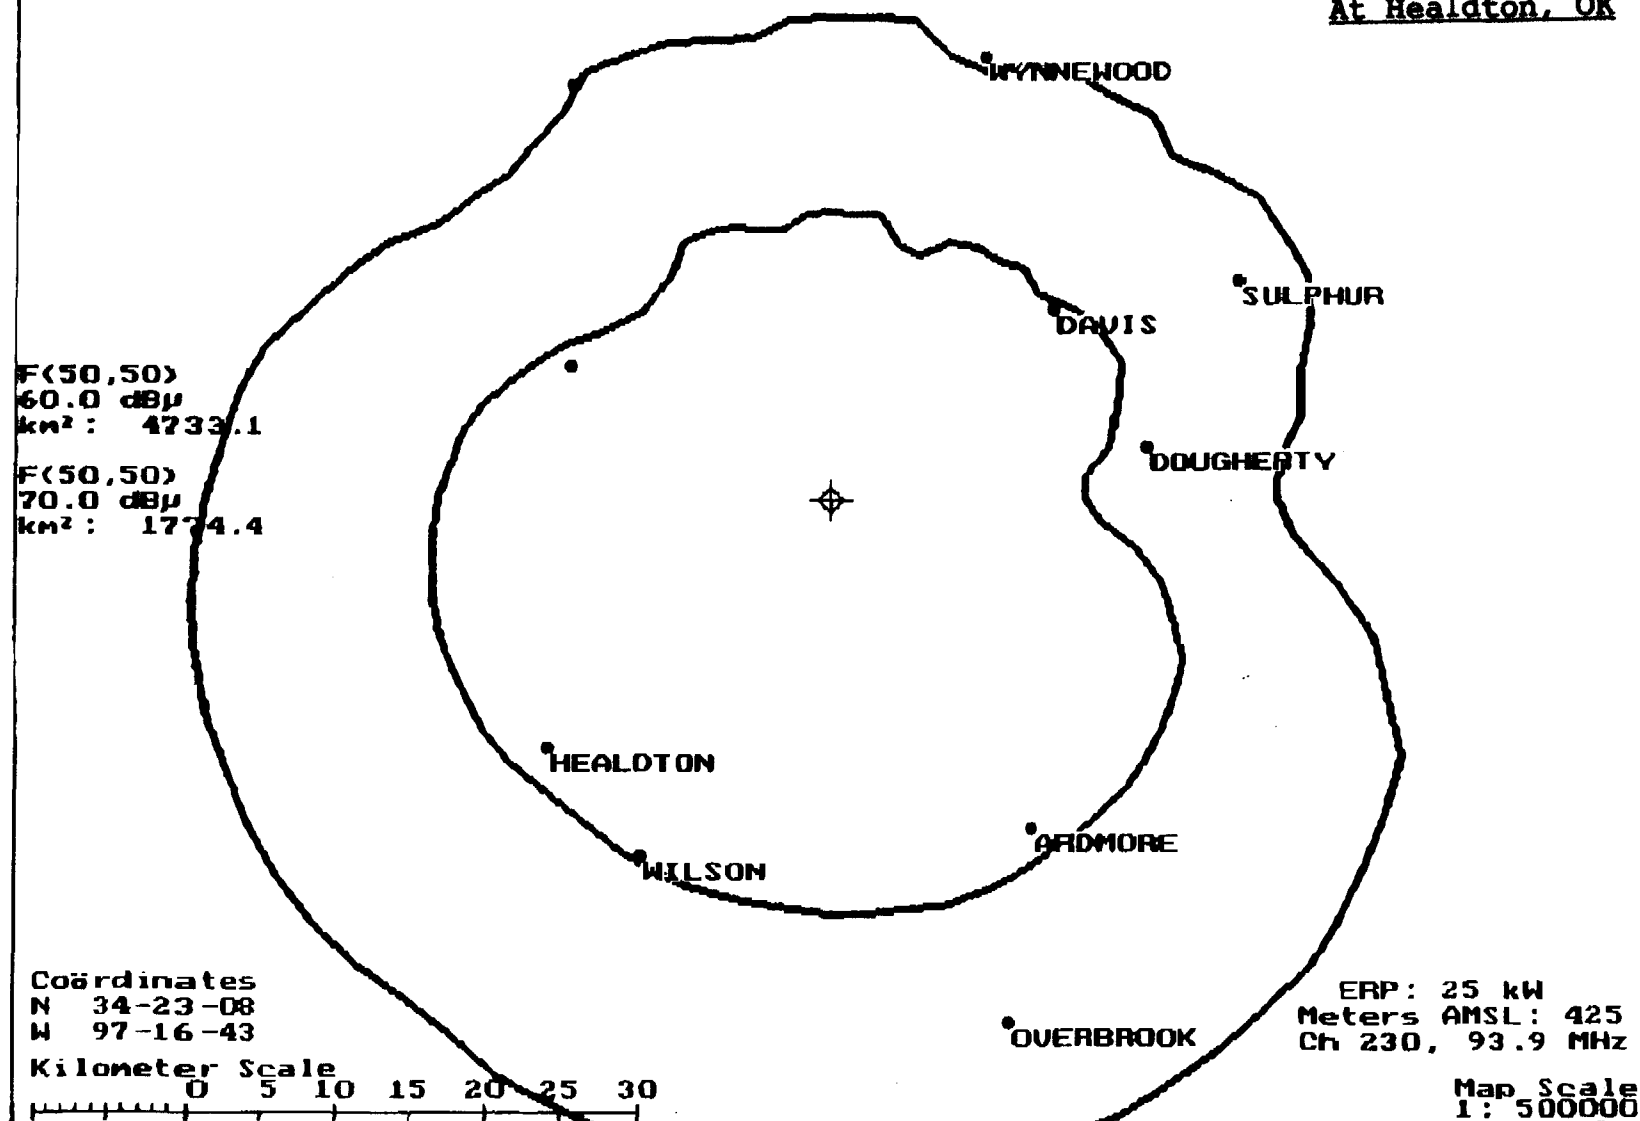 At Healdton, OK
WYNNEWOOD
SULPHUR
DAVIS
F(50,50)
60.0 dBµ
km²: 4733.1
DOUGHERTY
F(50,50)
70.0 dBµ
km²: 1774.4
HEALDTON
ARDMORE
WILSON
Coördinates
N 34-23-08
W 97-16-43
ERP: 25 kW
Meters AMSL: 425
Ch 230, 93.9 MHz
OVERBROOK
Kilometer Scale
0 5 10 15 20 25 30
Map Scale
1: 500000